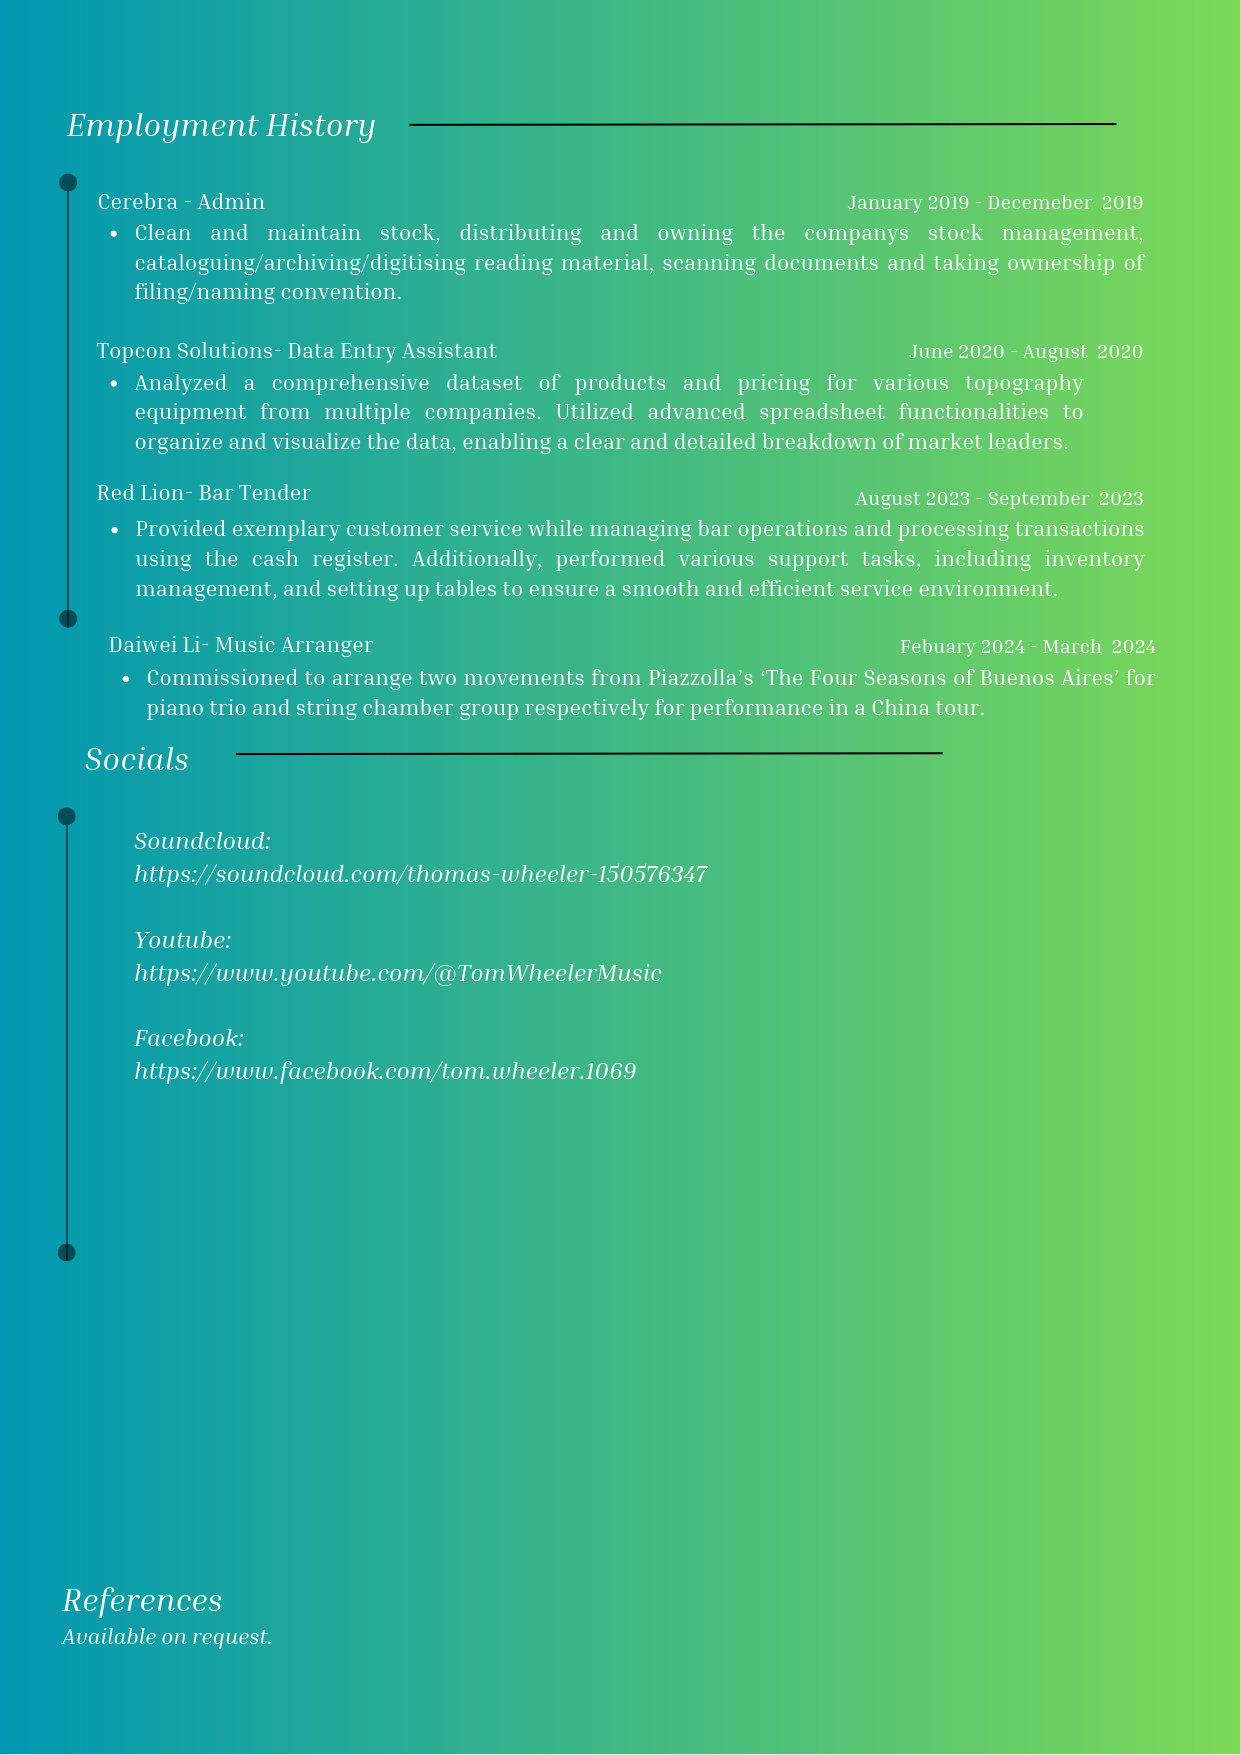 Employment History
Cerebra - Admin
January 2019 - Decemeber 2019
• Clean and maintain stock, distributing and owning the companys stock management,
cataloguing/archiving/digitising reading material, scanning documents and taking ownership of
filing/naming convention.
Topcon Solutions- Data Entry Assistant
June 2020 - August 2020
• Analyzed a comprehensive dataset of products and pricing for various topography
equipment from multiple companies. Utilized advanced spreadsheet functionalities to
organize and visualize the data, enabling a clear and detailed breakdown of market leaders.
Red Lion- Bar Tender
August 2023 - September 2023
• Provided exemplary customer service while managing bar operations and processing transactions
using the cash register. Additionally, performed various support tasks, including inventory
management, and setting up tables to ensure a smooth and efficient service environment.
Daiwei Li- Music Arranger
Febuary 2024 - March 2024
• Commissioned to arrange two movements from Piazzolla’s ‘The Four Seasons of Buenos Aires’ for
piano trio and string chamber group respectively for performance in a China tour.
Socials
Soundcloud:
https://soundcloud.com/thomas-wheeler-150576347
Youtube:
https://www.youtube.com/@TomWheelerMusic
Facebook:
https://www.facebook.com/tom.wheeler.1069
References
Available on request.